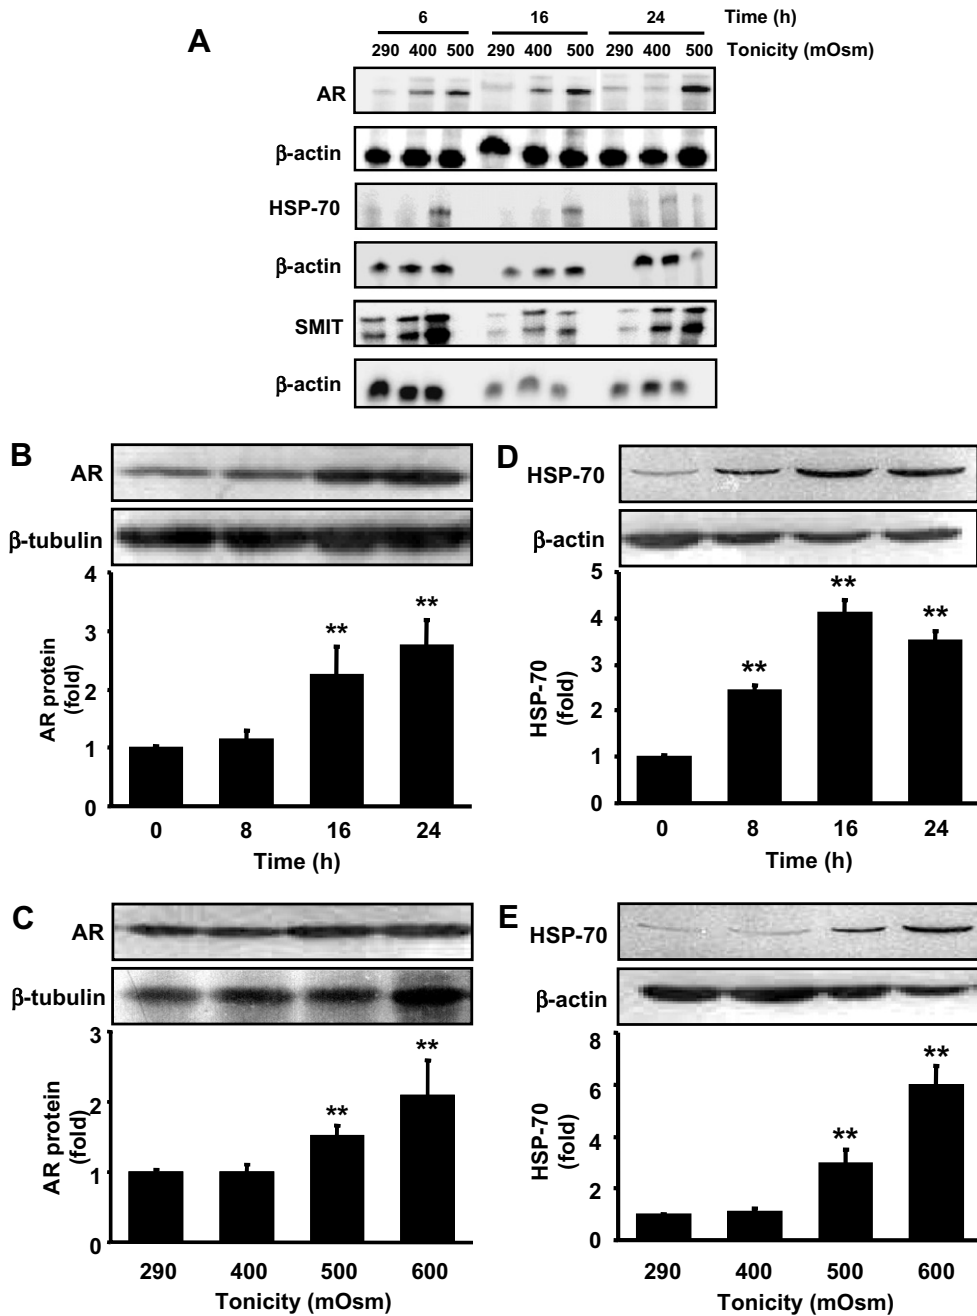 A
6 16 24 Time (h)
290 400 500 290 400 500 290 400 500 Tonicity (mOsm)
AR
β-actin
HSP-70
β-actin
SMIT
β-actin
B
AR
β-tubulin
4
3
2
1
0
AR protein
(fold)
** **
0 8 16 24
Time (h)
D
HSP-70
β-actin
5
4
3
2
1
0
HSP-70
(fold)
** ** **
0 8 16 24
Time (h)
C
AR
β-tubulin
3
2
1
0
AR protein
(fold)
** **
290 400 500 600
Tonicity (mOsm)
E
HSP-70
β-actin
8
6
4
2
0
HSP-70
(fold)
** **
290 400 500 600
Tonicity (mOsm)